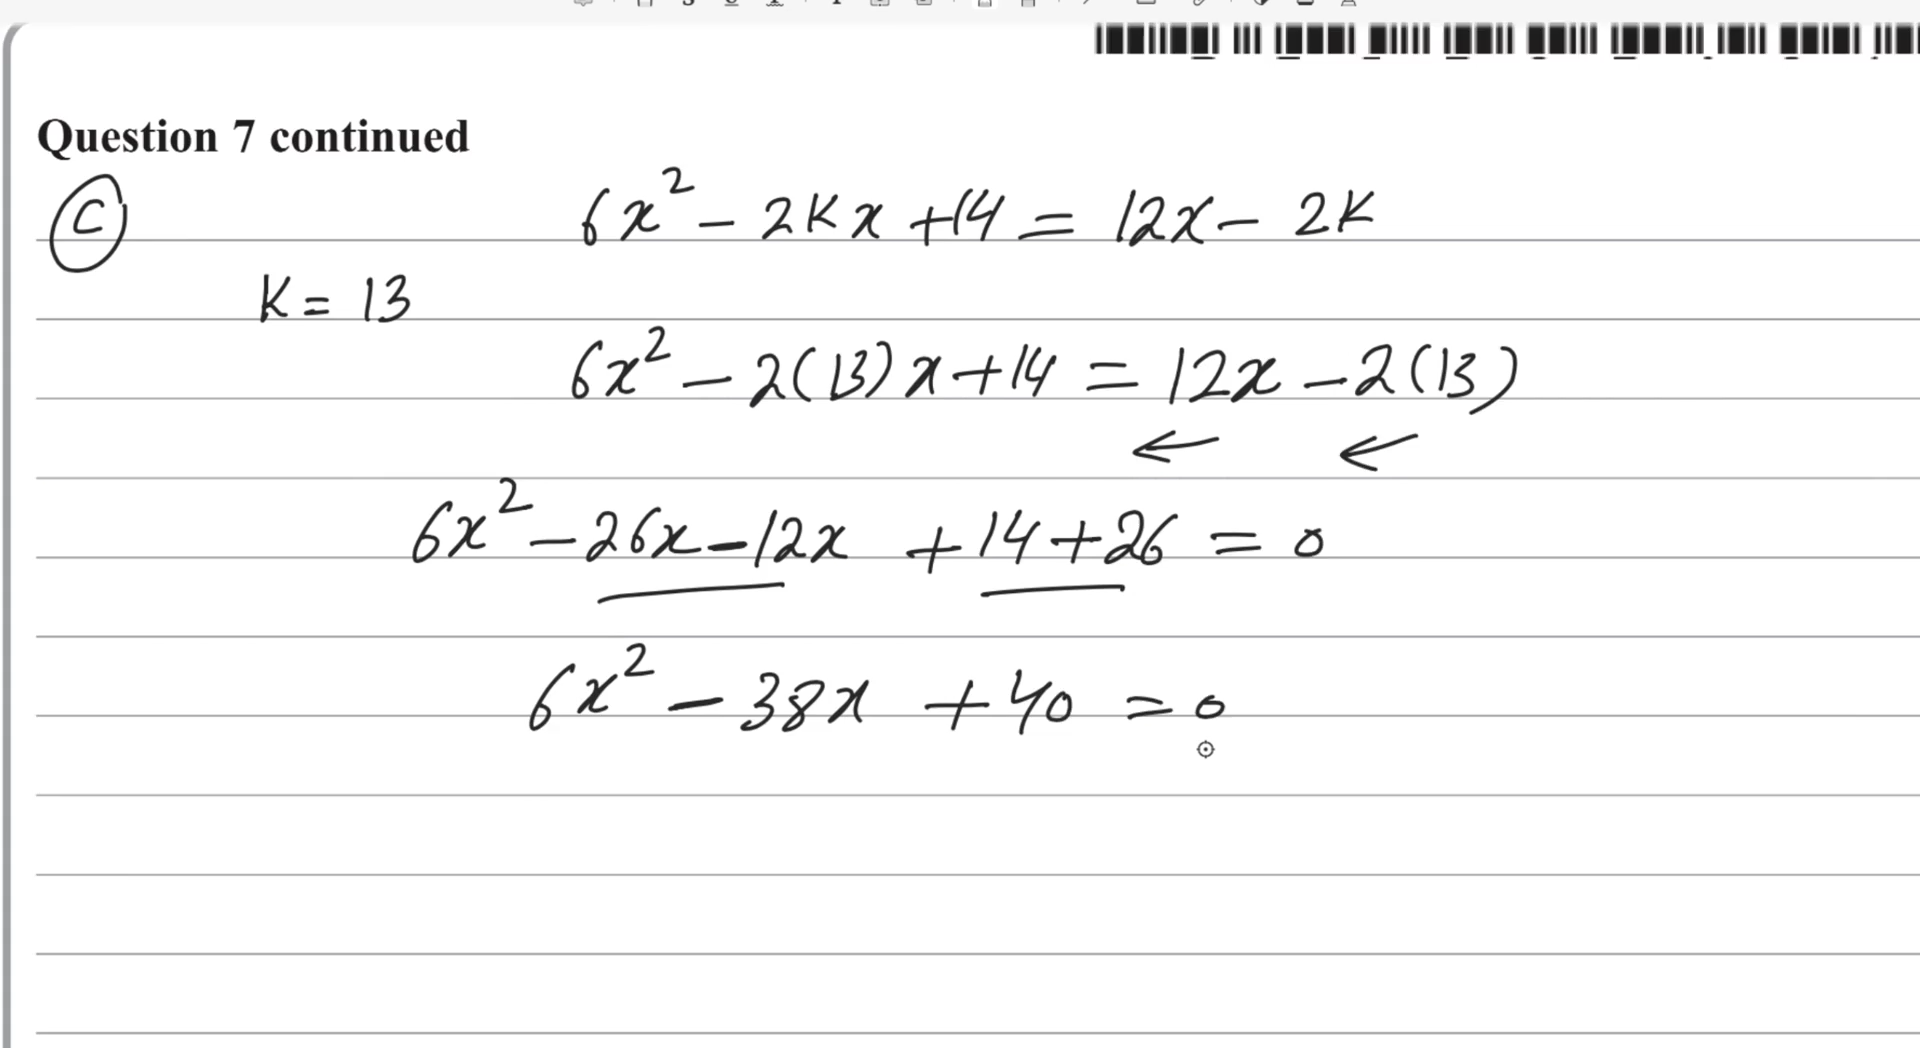 Question 7 continued
C 6x² - 2Kx + 14 = 12x - 2K
K = 13
6x² - 2(13)x + 14 = 12x - 2(13)
6x² - 26x - 12x + 14 + 26 = 0
6x² - 38x + 40 = 0